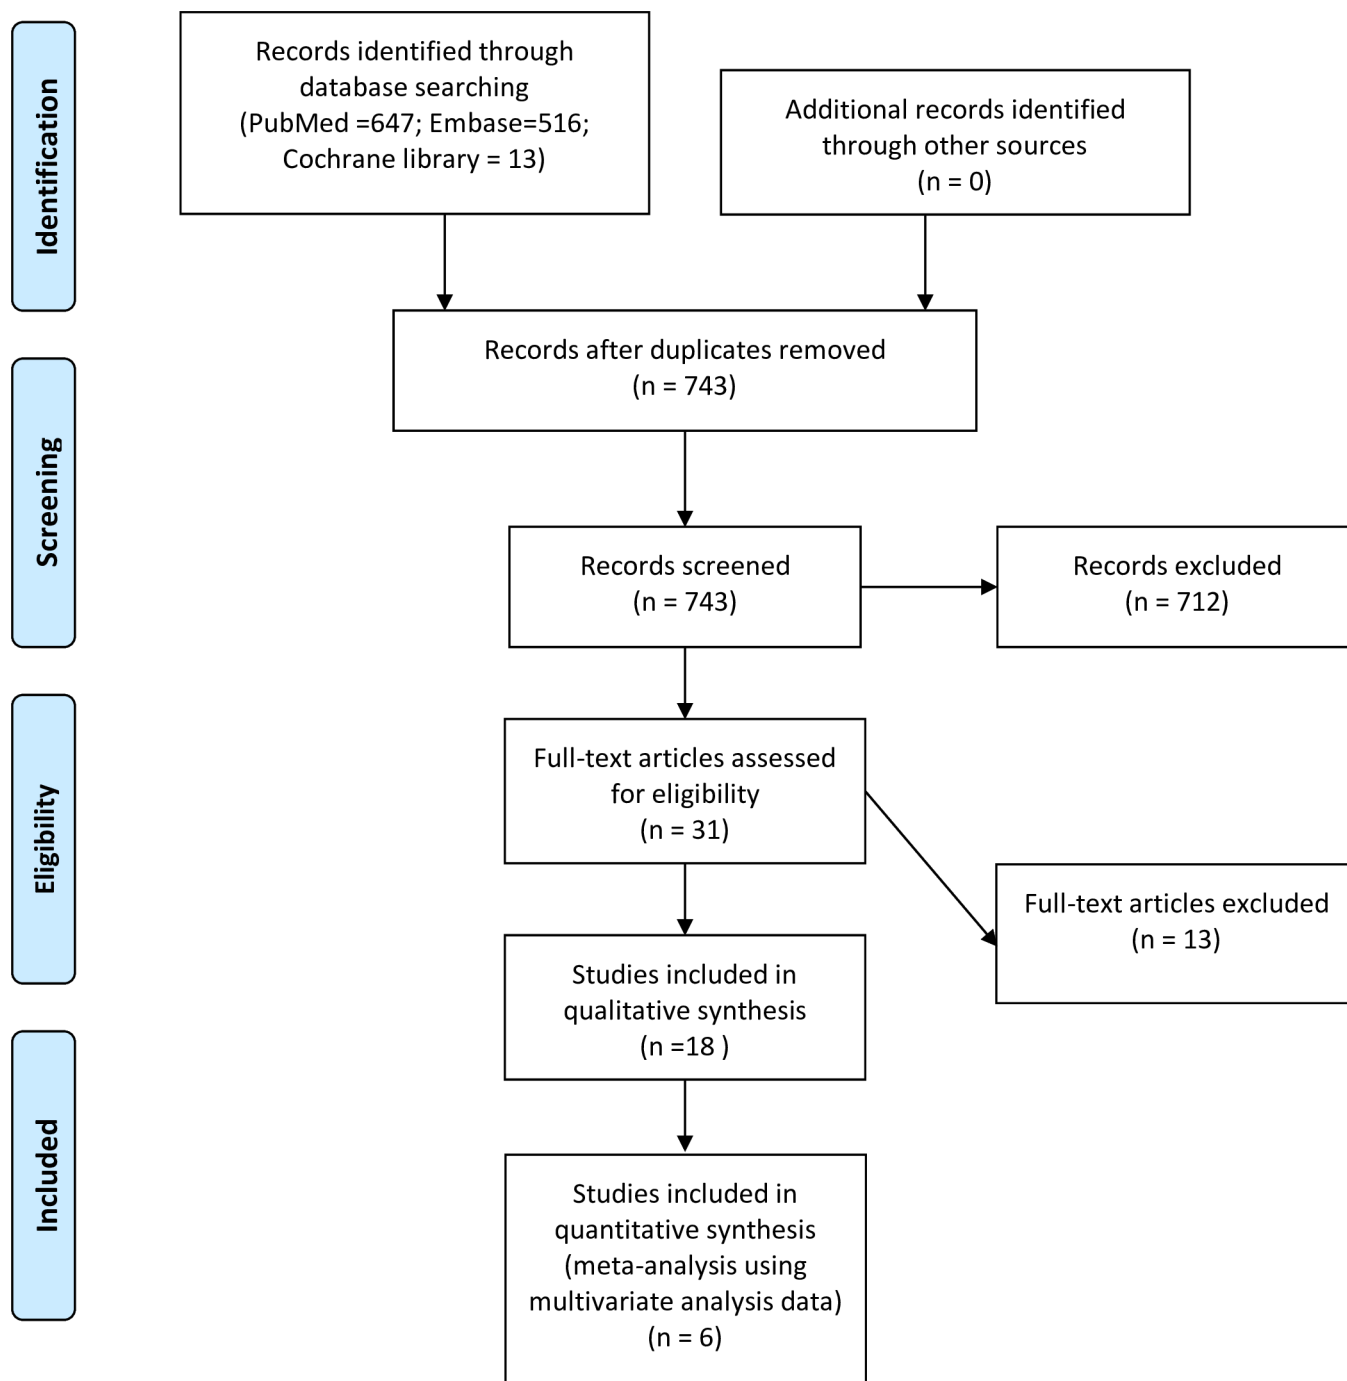 Identification
Records identified through
database searching
(PubMed =647; Embase=516;
Cochrane library = 13)
Additional records identified
through other sources
(n = 0)
Records after duplicates removed
(n = 743)
Screening
Records screened
(n = 743)
Records excluded
(n = 712)
Eligibility
Full-text articles assessed
for eligibility
(n = 31)
Full-text articles excluded
(n = 13)
Studies included in
qualitative synthesis
(n =18 )
Included
Studies included in
quantitative synthesis
(meta-analysis using
multivariate analysis data)
(n = 6)